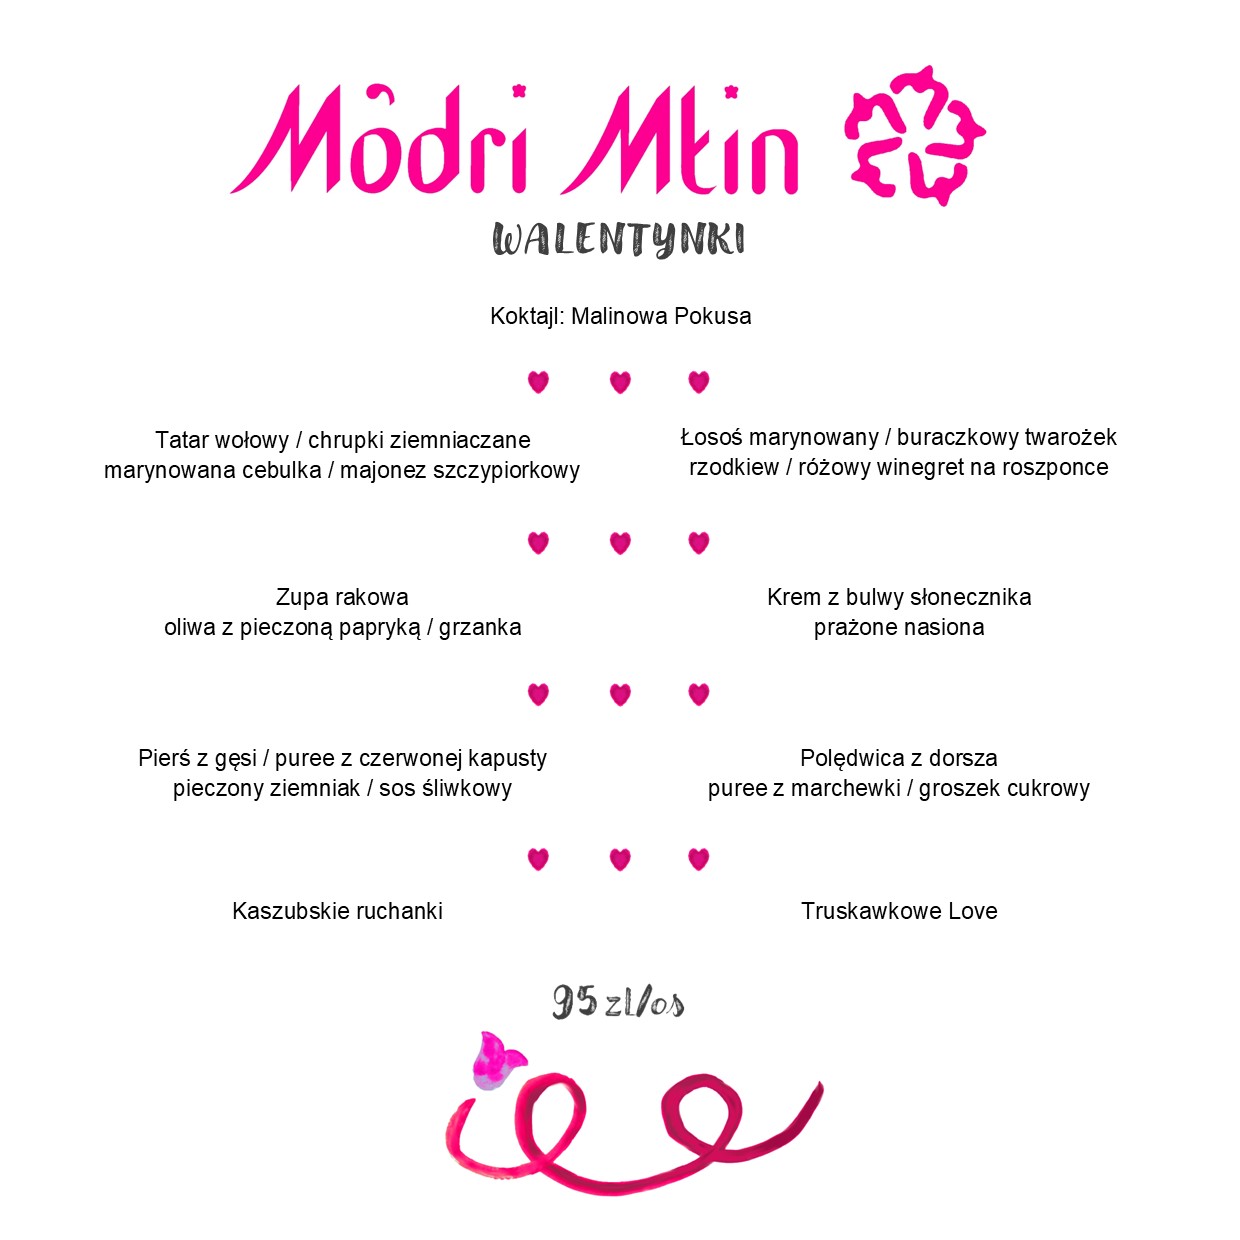 Môdri Młin
WALENTYNKI
Koktajl: Malinowa Pokusa
Tatar wołowy / chrupki ziemniaczane
marynowana cebulka / majonez szczypiorkowy
Łosoś marynowany / buraczkowy twarożek
rzodkiew / różowy winegret na roszponce
Zupa rakowa
oliwa z pieczoną papryką / grzanka
Krem z bulwy słonecznika
prażone nasiona
Pierś z gęsi / puree z czerwonej kapusty
pieczony ziemniak / sos śliwkowy
Polędwica z dorsza
puree z marchewki / groszek cukrowy
Kaszubskie ruchanki
Truskawkowe Love
95 zl/os